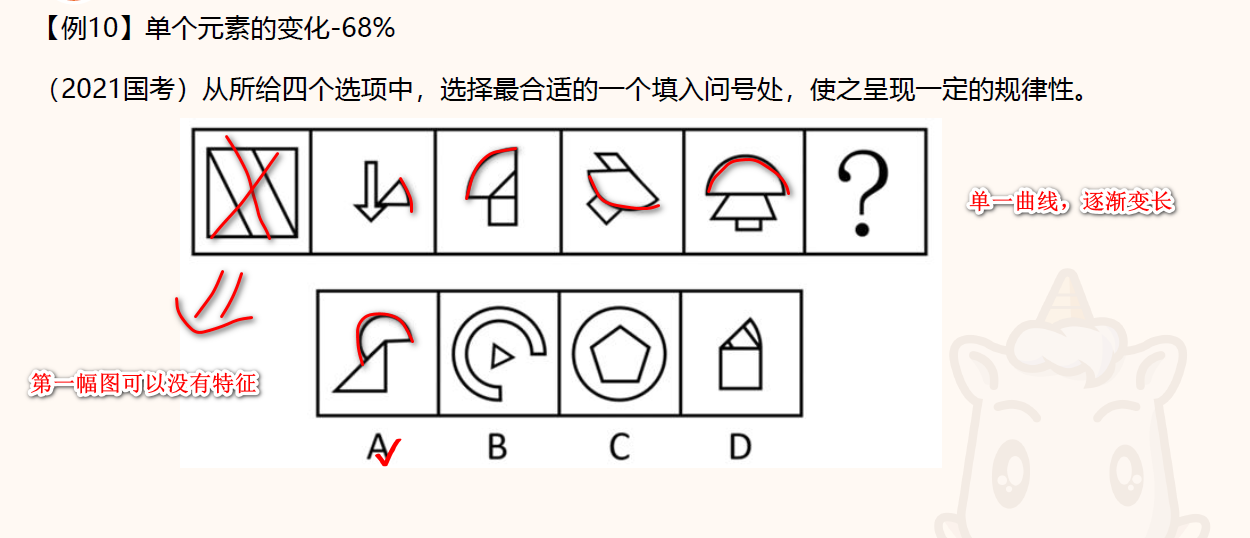 【例10】单个元素的变化-68%
（2021国考）从所给四个选项中，选择最合适的一个填入问号处，使之呈现一定的规律性。
?
单一曲线，逐渐变长
第一幅图可以没有特征
A B C D